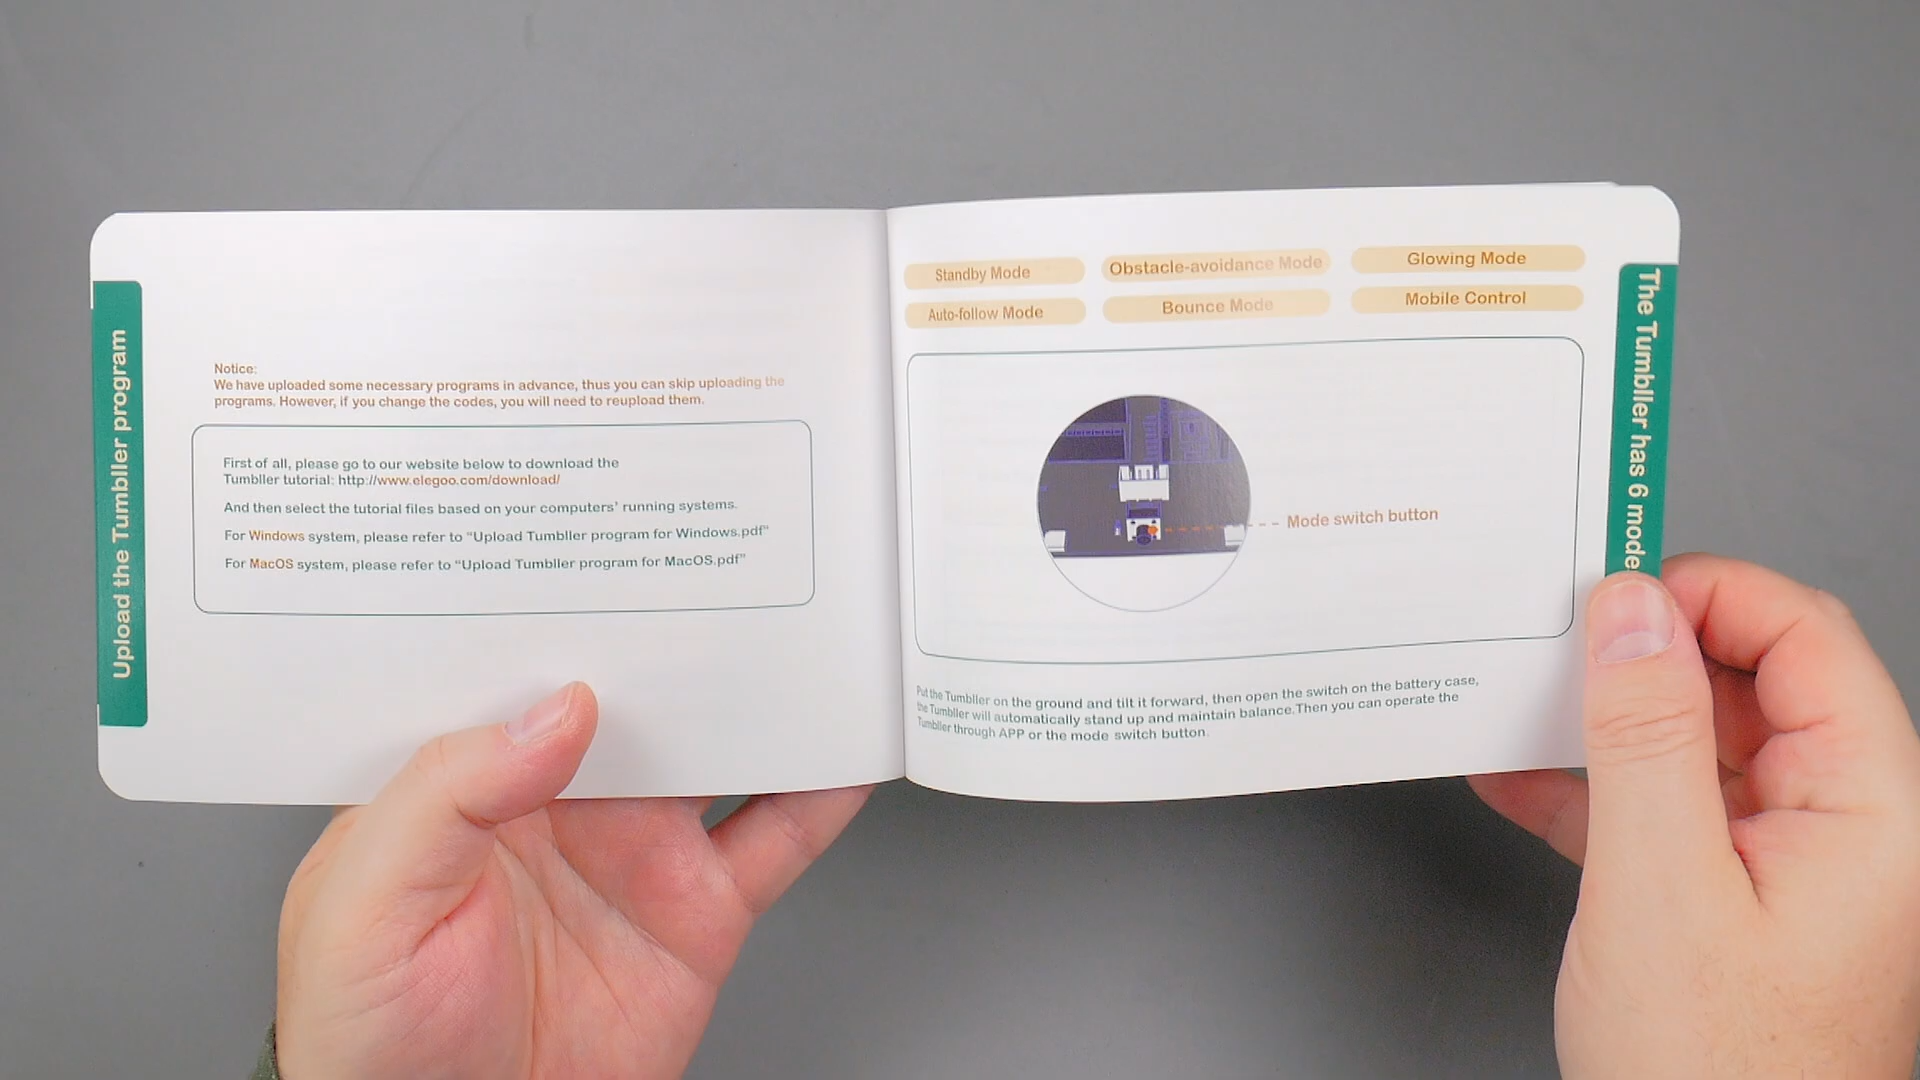 Upload the Tumbller program
Notice:
We have uploaded some necessary programs in advance, thus you can skip uploading the
programs. However, if you change the codes, you will need to reupload them.
First of all, please go to our website below to download the
Tumbller tutorial: http://www.elegoo.com/download/
And then select the tutorial files based on your computers' running systems.
For Windows system, please refer to “Upload Tumbller program for Windows.pdf”
For MacOS system, please refer to “Upload Tumbller program for MacOS.pdf”
Standby Mode
Obstacle-avoidance Mode
Glowing Mode
Auto-follow Mode
Bounce Mode
Mobile Control
Mode switch button
Put the Tumbller on the ground and tilt it forward, then open the switch on the battery case,
the Tumbller will automatically stand up and maintain balance.Then you can operate the
Tumbller through APP or the mode switch button.
The Tumbller has 6 mode